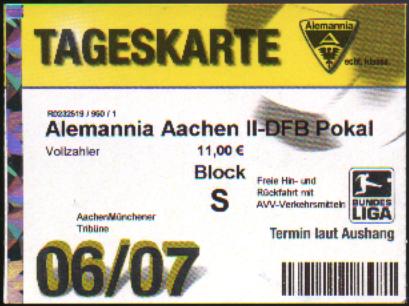 TAGESKARTE
Alemannia
echt. klasse.
R0232519 / 950 / 1
Alemannia Aachen II-DFB Pokal
Vollzahler 11,00 €
Block
S
Freie Hin- und
Rückfahrt mit
AVV-Verkehrsmitteln
BUNDES
LIGA
AachenMünchener
Tribüne
Termin laut Aushang
06/07